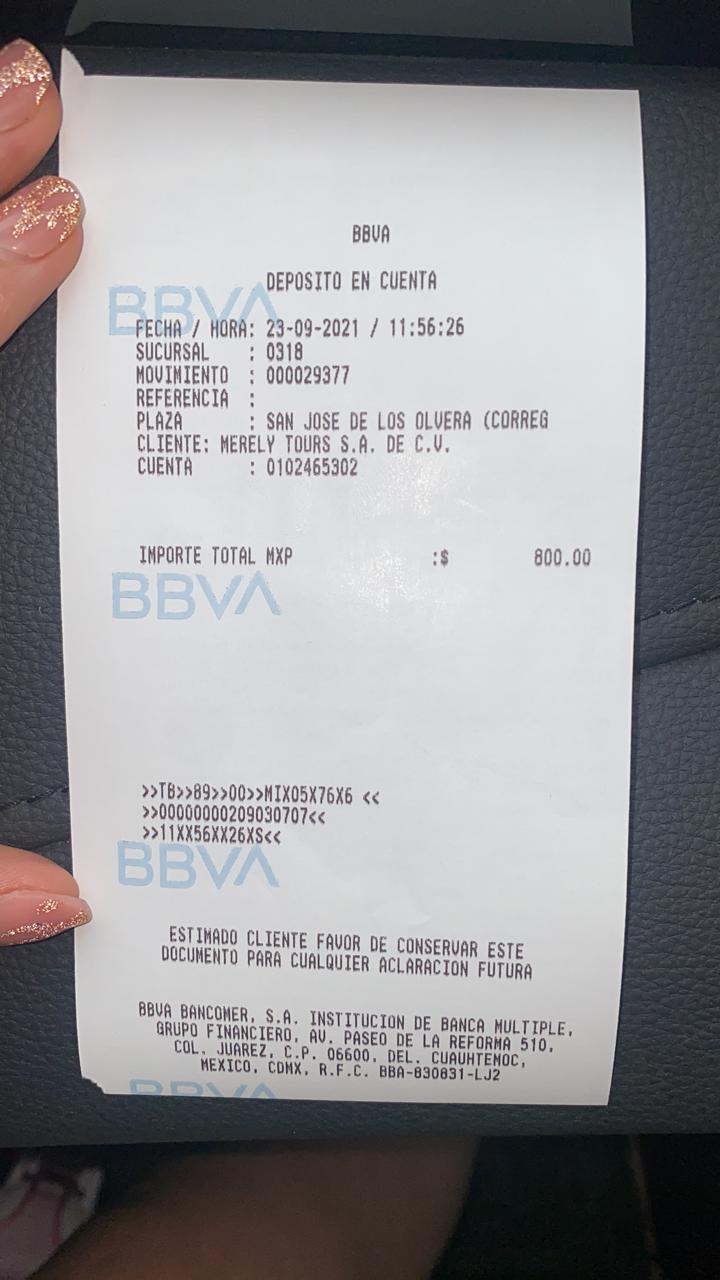 BBVA
DEPOSITO EN CUENTA
BBVA
FECHA / HORA: 23-09-2021 / 11:56:26
SUCURSAL : 0318
MOVIMIENTO : 000029377
REFERENCIA :
PLAZA : SAN JOSE DE LOS OLVERA (CORREG
CLIENTE: MERELY TOURS S.A. DE C.V.
CUENTA : 0102465302
IMPORTE TOTAL MXP :$ 800.00
BBVA
>>TB>>89>>00>>MIX05X76X6 <<
>>00000000209030707<<
>>11XX56XX26XS<<
BBVA
ESTIMADO CLIENTE FAVOR DE CONSERVAR ESTE
DOCUMENTO PARA CUALQUIER ACLARACION FUTURA
BBVA BANCOMER, S.A. INSTITUCION DE BANCA MULTIPLE,
GRUPO FINANCIERO, AV. PASEO DE LA REFORMA 510,
COL. JUAREZ, C.P. 06600, DEL. CUAUHTEMOC,
MEXICO, CDMX, R.F.C. BBA-830831-LJ2
BBVA